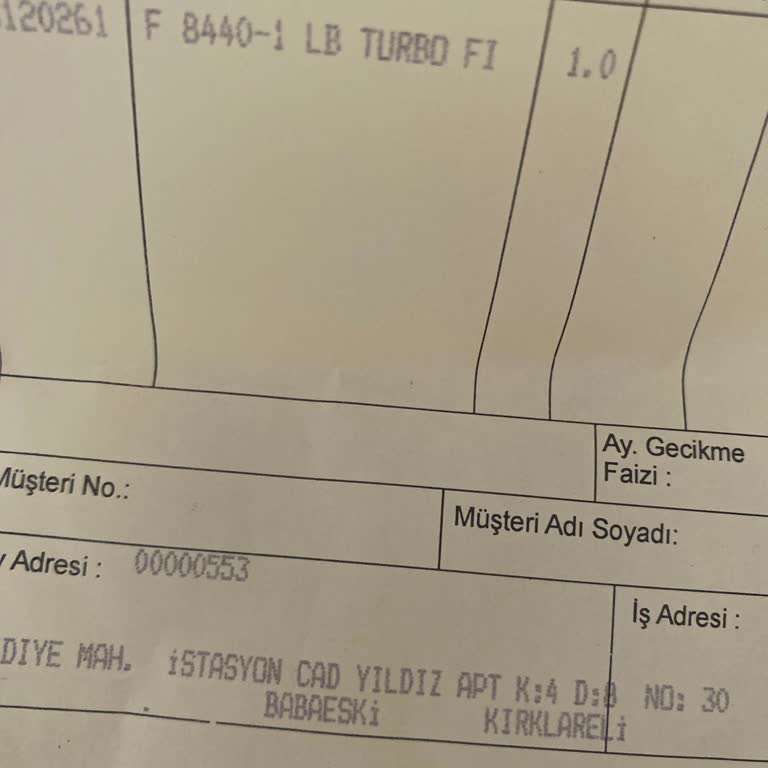 120261 F 8440-1 LB TURBO FI 1.0
Ay. Gecikme
Faizi :
Müşteri No.:
Müşteri Adı Soyadı:
Adresi : 00000553
İş Adresi :
DIYE MAH. iSTASYON CAD YILDIZ APT K:4 D:8 NO: 30
BABAESKi KIRKLARELi